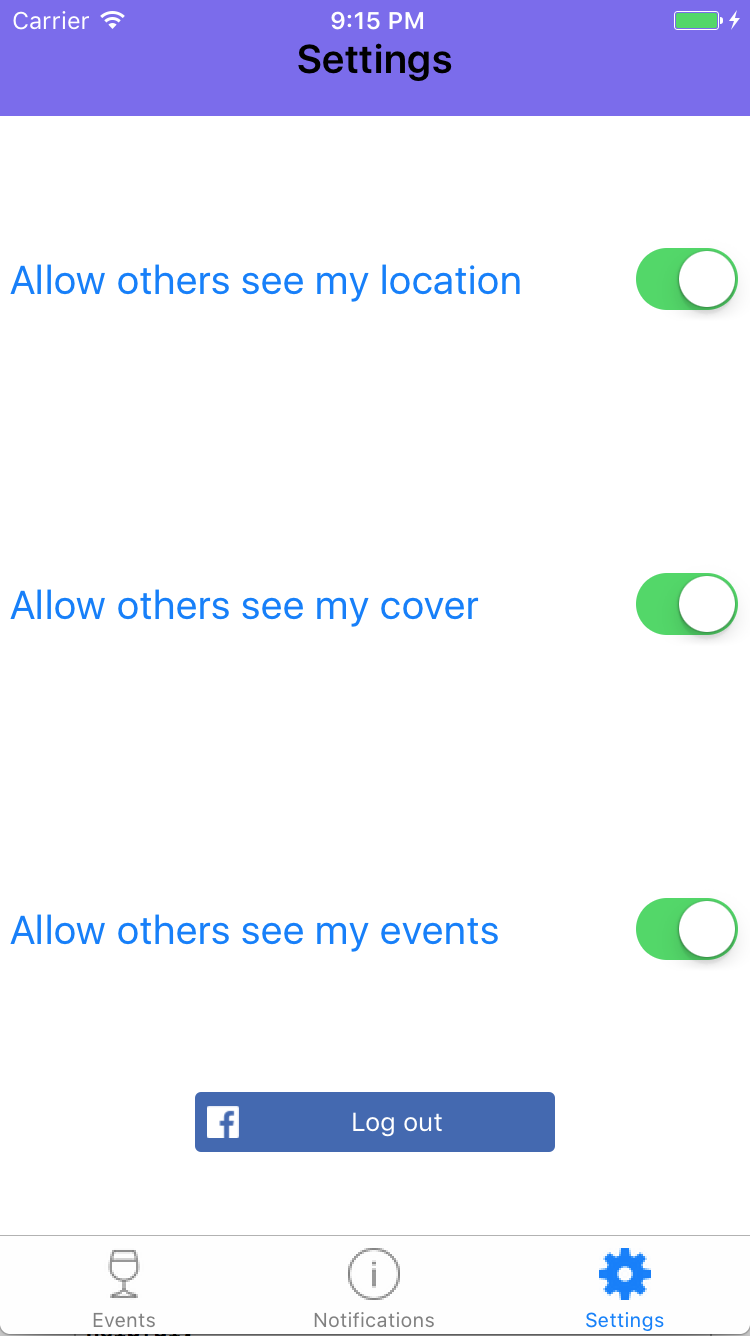 Carrier 9:15 PM
Settings
Allow others see my location
Allow others see my cover
Allow others see my events
Log out
Events Notifications Settings